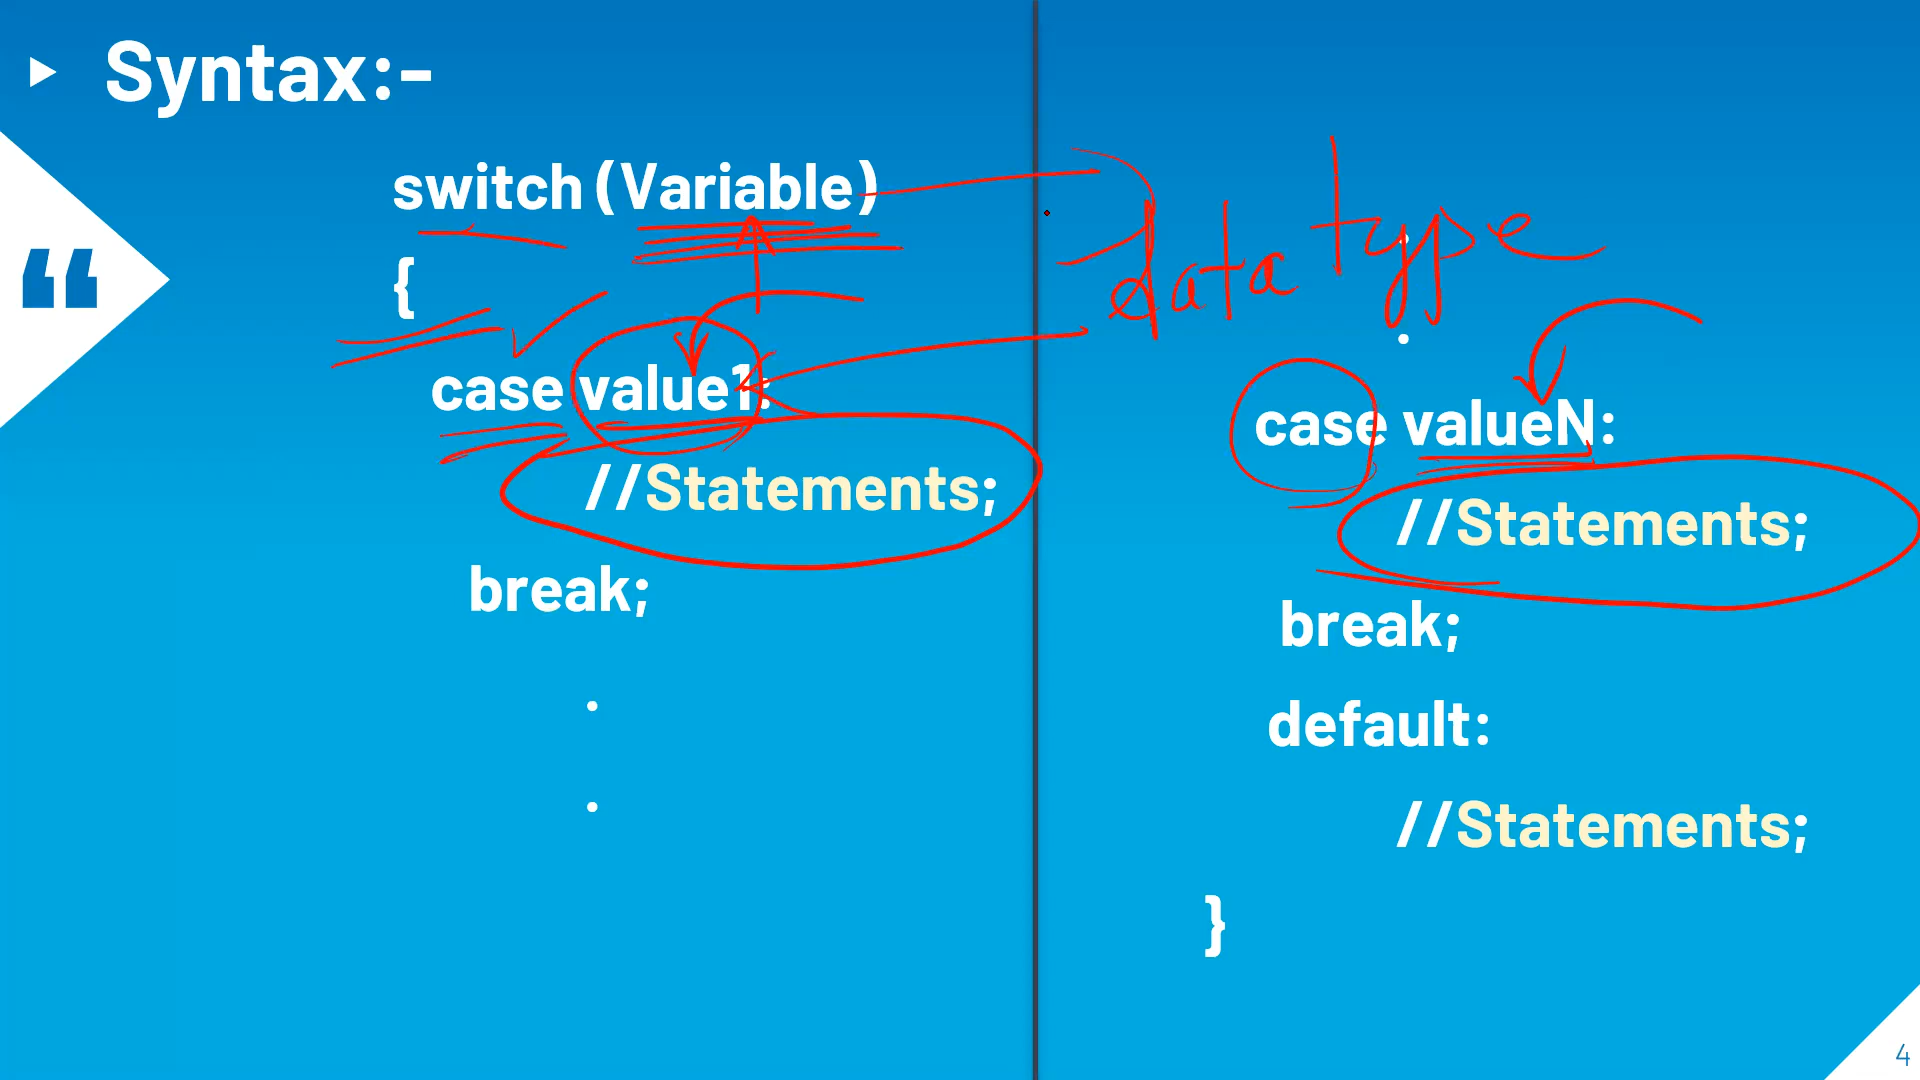 Syntax:-
switch (Variable)
{
case value1:
//Statements;
break;
.
.
data type
.
.
case valueN:
//Statements;
break;
default:
//Statements;
}
4